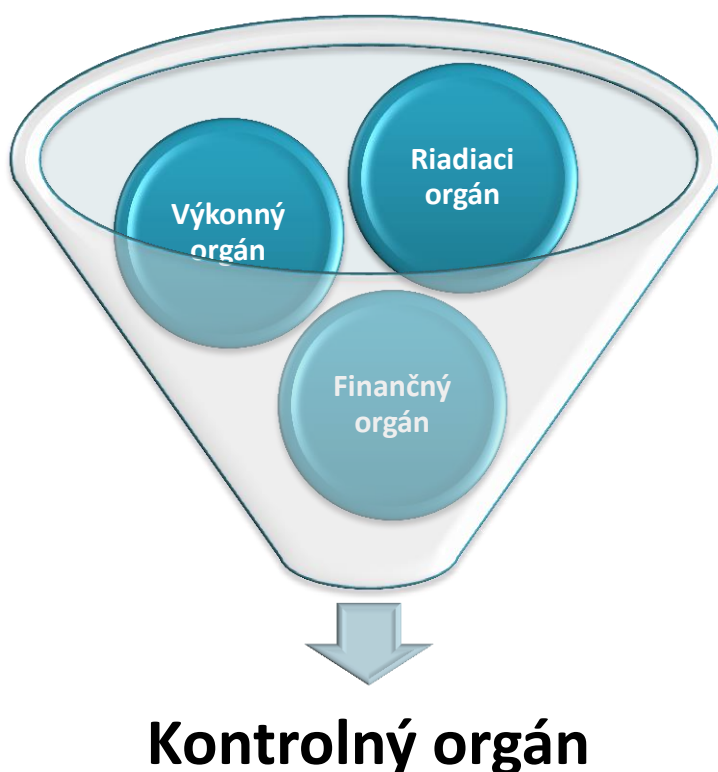 Riadiaci
orgán
Výkonný
orgán
Finančný
orgán
Kontrolný orgán